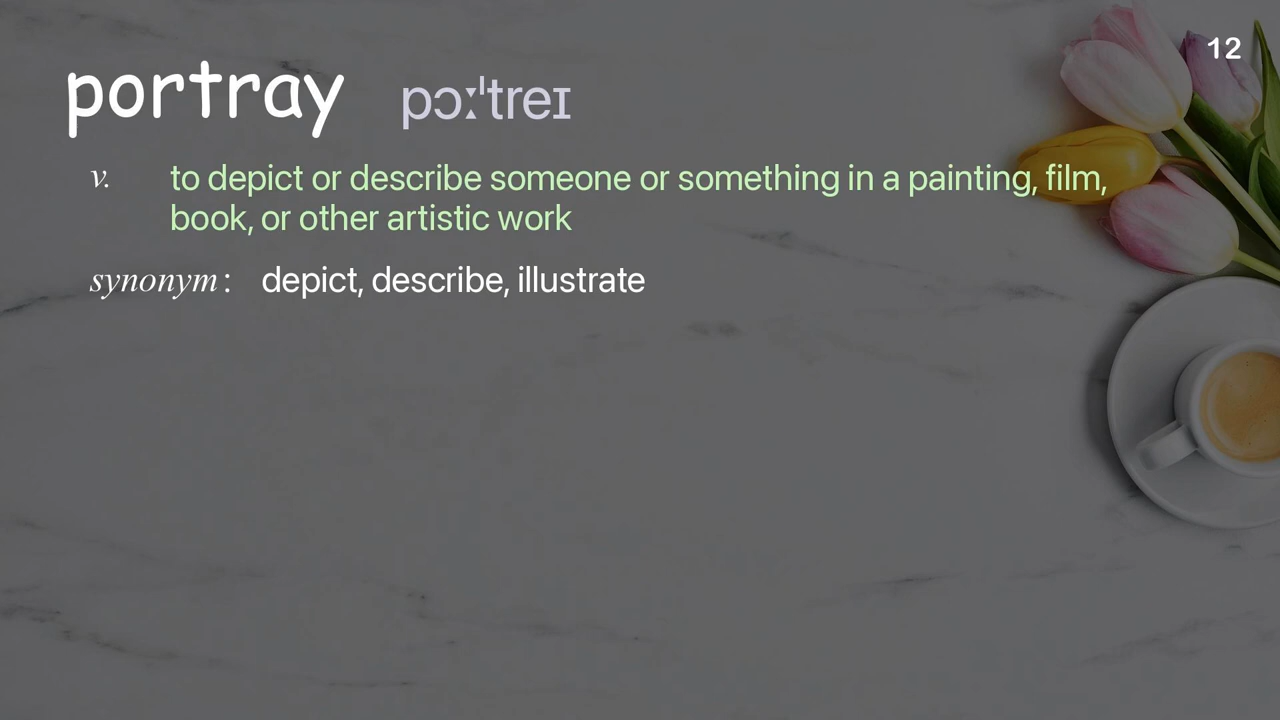 12
portray pɔːˈtreɪ
v. to depict or describe someone or something in a painting, film,
book, or other artistic work
synonym : depict, describe, illustrate